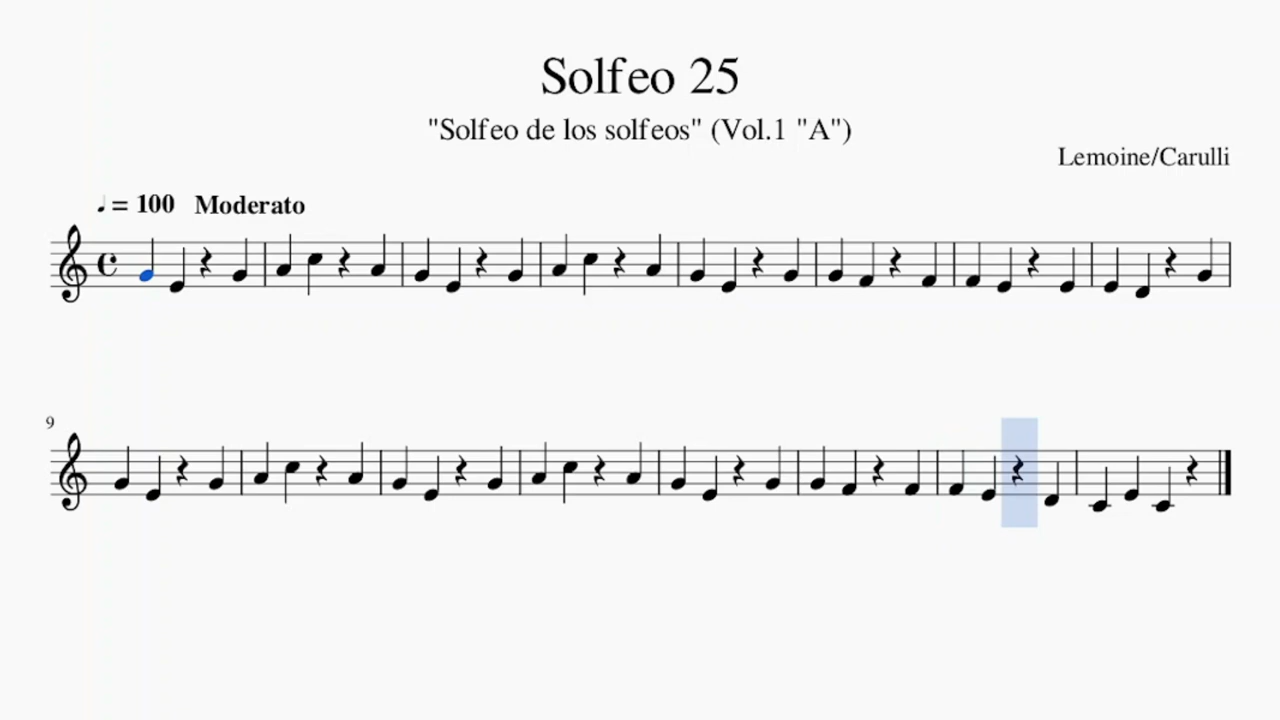 Solfeo 25
"Solfeo de los solfeos" (Vol.1 "A")
Lemoine/Carulli
♩ = 100 Moderato
9